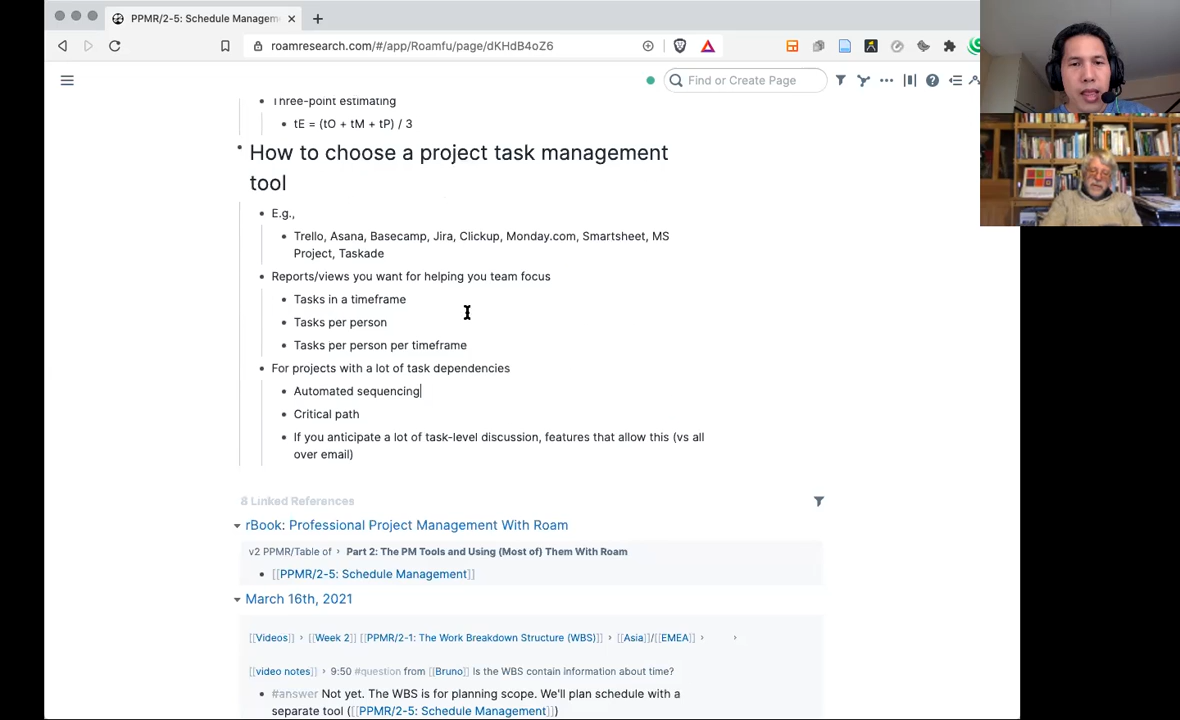 PPMR/2-5: Schedule Managem
roamresearch.com/#/app/Roamfu/page/dKHdB4oZ6
Find or Create Page
Three-point estimating
tE = (tO + tM + tP) / 3
How to choose a project task management
tool
E.g.,
Trello, Asana, Basecamp, Jira, Clickup, Monday.com, Smartsheet, MS
Project, Taskade
Reports/views you want for helping you team focus
Tasks in a timeframe
Tasks per person
Tasks per person per timeframe
For projects with a lot of task dependencies
Automated sequencing
Critical path
If you anticipate a lot of task-level discussion, features that allow this (vs all
over email)
8 Linked References
rBook: Professional Project Management With Roam
v2 PPMR/Table of › Part 2: The PM Tools and Using (Most of) Them With Roam
[[PPMR/2-5: Schedule Management]]
March 16th, 2021
[[Videos]] › [[Week 2]] [[PPMR/2-1: The Work Breakdown Structure (WBS)]] › [[Asia]]/[[EMEA]] › ›
[[video notes]] › 9:50 #question from [[Bruno]] Is the WBS contain information about time?
#answer Not yet. The WBS is for planning scope. We'll plan schedule with a
separate tool ([[PPMR/2-5: Schedule Management]])